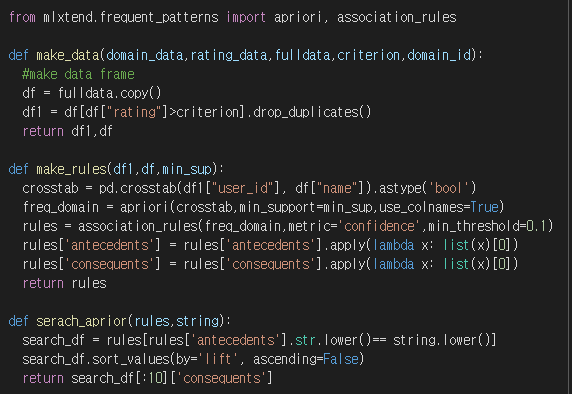 from mlxtend.frequent_patterns import apriori, association_rules

def make_data(domain_data,rating_data,fulldata,criterion,domain_id):
  #make data frame
  df = fulldata.copy()
  df1 = df[df["rating"]>criterion].drop_duplicates()
  return df1,df

def make_rules(df1,df,min_sup):
  crosstab = pd.crosstab(df1["user_id"], df["name"]).astype('bool')
  freq_domain = apriori(crosstab,min_support=min_sup,use_colnames=True)
  rules = association_rules(freq_domain,metric='confidence',min_threshold=0.1)
  rules['antecedents'] = rules['antecedents'].apply(lambda x: list(x)[0])
  rules['consequents'] = rules['consequents'].apply(lambda x: list(x)[0])
  return rules

def serach_aprior(rules,string):
  search_df = rules[rules['antecedents'].str.lower()== string.lower()]
  search_df.sort_values(by='lift', ascending=False)
  return search_df[:10]['consequents']